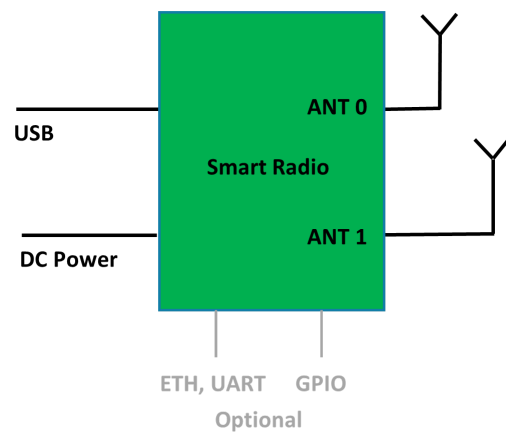 ANT 0
USB
Smart Radio
ANT 1
DC Power
ETH, UART GPIO
Optional